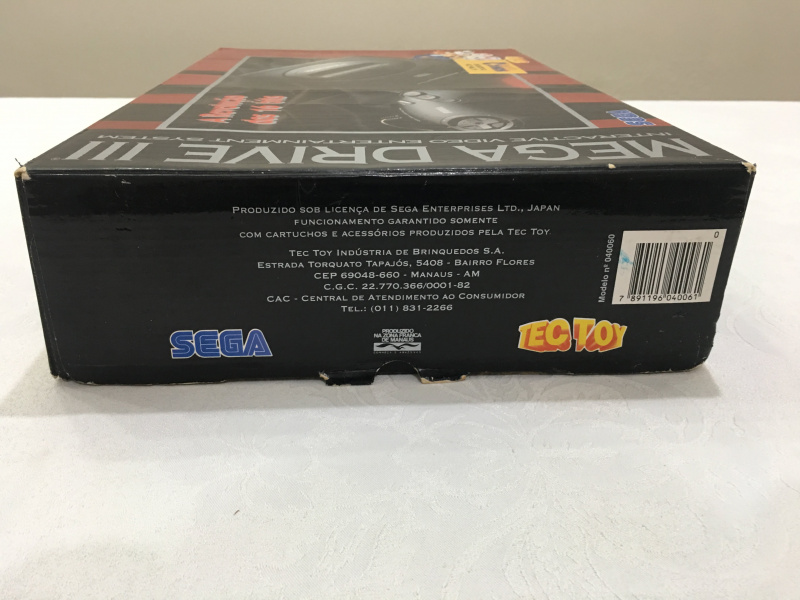 SEGA
INTERACTIVE VIDEO ENTERTAINMENT SYSTEM
MEGA DRIVE III
PRODUZIDO SOB LICENÇA DE SEGA ENTERPRISES LTD., JAPAN
FUNCIONAMENTO GARANTIDO SOMENTE
COM CARTUCHOS E ACESSÓRIOS PRODUZIDOS PELA TEC TOY
TEC TOY INDÚSTRIA DE BRINQUEDOS S.A.
ESTRADA TORQUATO TAPAJÓS, 5408 - BAIRRO FLORES
CEP 69048-660 - MANAUS - AM
C.G.C. 22.770.366/0001-82
CAC - CENTRAL DE ATENDIMENTO AO CONSUMIDOR
TEL.: (011) 831-2266
SEGA
PRODUZIDO
NA ZONA FRANCA
DE MANAUS
TEC TOY
Modelo nº 040060
0
7 891196 040061